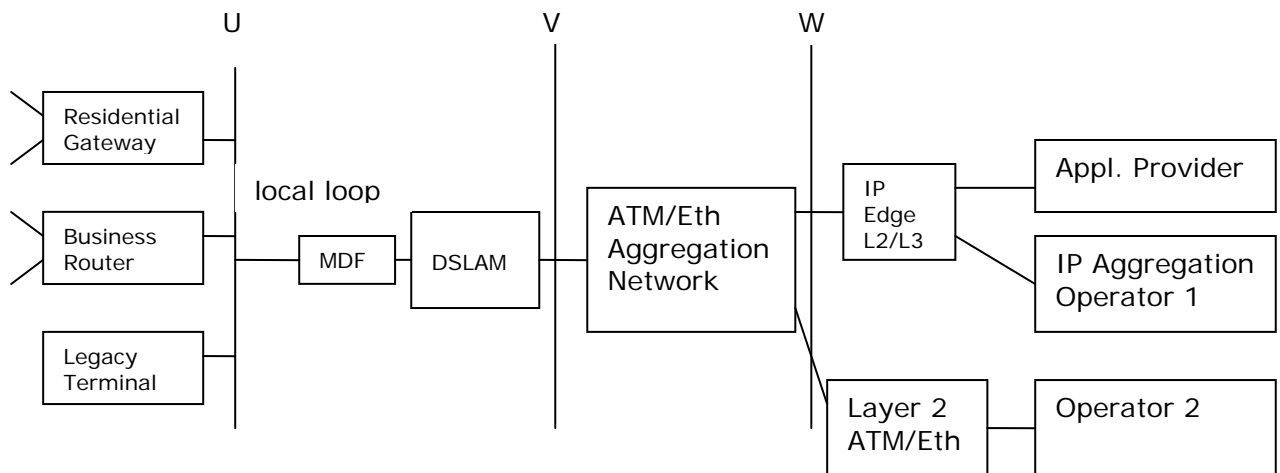 U
V
W
Residential
Gateway
local loop
Business
Router
MDF
DSLAM
Legacy
Terminal
ATM/Eth
Aggregation
Network
IP
Edge
L2/L3
Appl. Provider
IP Aggregation
Operator 1
Layer 2
ATM/Eth
Operator 2